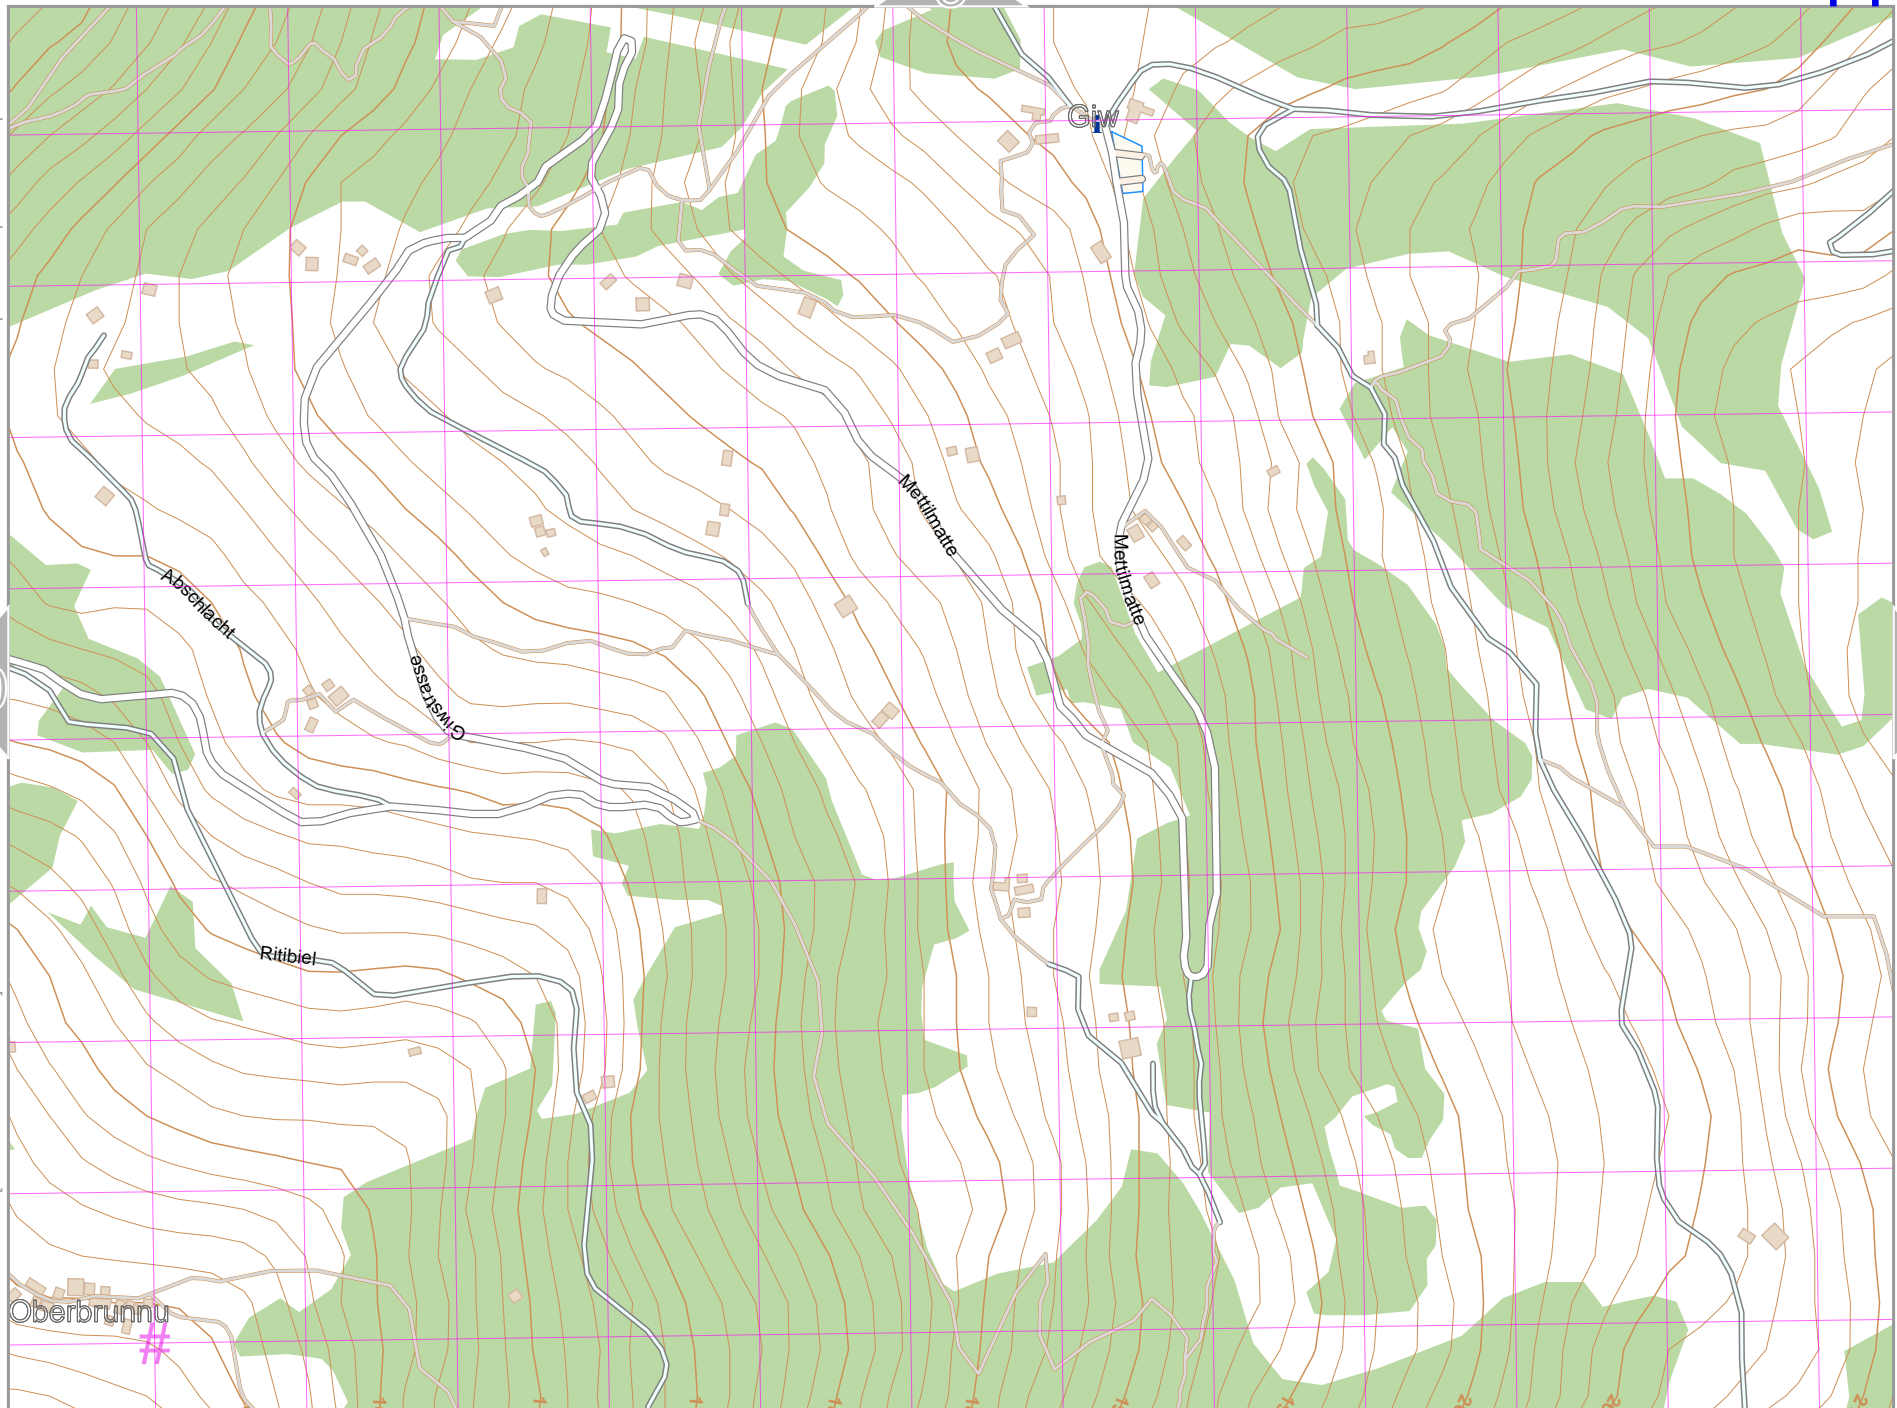 Giw
Mettilmatte
Mettilmatte
Abschlacht
Giwstrasse
Ritibiel
Oberbrunnu
#